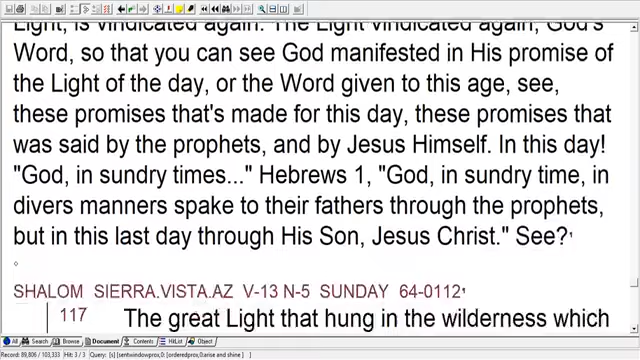 Light, is vindicated again. The Light vindicated again, God's
Word, so that you can see God manifested in His promise of
the Light of the day, or the Word given to this age, see,
these promises that's made for this day, these promises that
was said by the prophets, and by Jesus Himself. In this day!
"God, in sundry times..." Hebrews 1, "God, in sundry time, in
divers manners spake to their fathers through the prophets,
but in this last day through His Son, Jesus Christ." See?¶
SHALOM SIERRA.VISTA.AZ V-13 N-5 SUNDAY 64-0112¶
117 The great Light that hung in the wilderness which
All Search Browse Document Contents HitList Object
Record: 89,806 / 103,333 Hit: 3 / 3 Query: [s] {sentwindowprox,0: [orderedprox,0:arise and shine ]